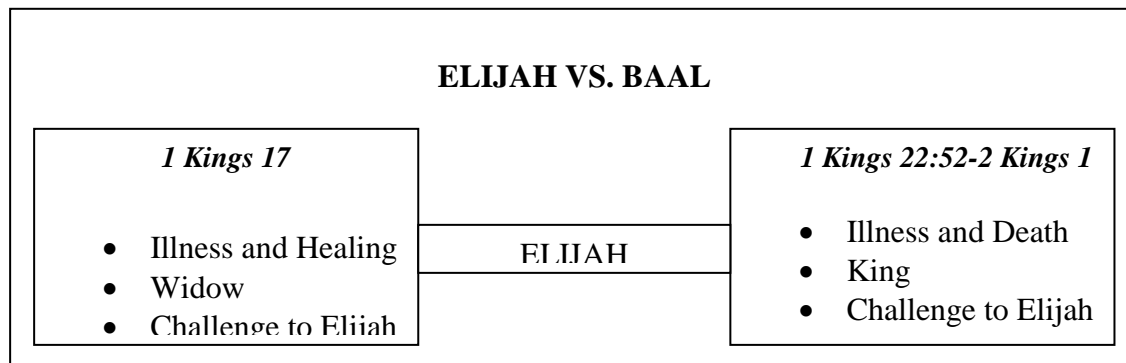 ELIJAH VS. BAAL
1 Kings 17
• Illness and Healing
• Widow
• Challenge to Elijah
ELIJAH
1 Kings 22:52-2 Kings 1
• Illness and Death
• King
• Challenge to Elijah